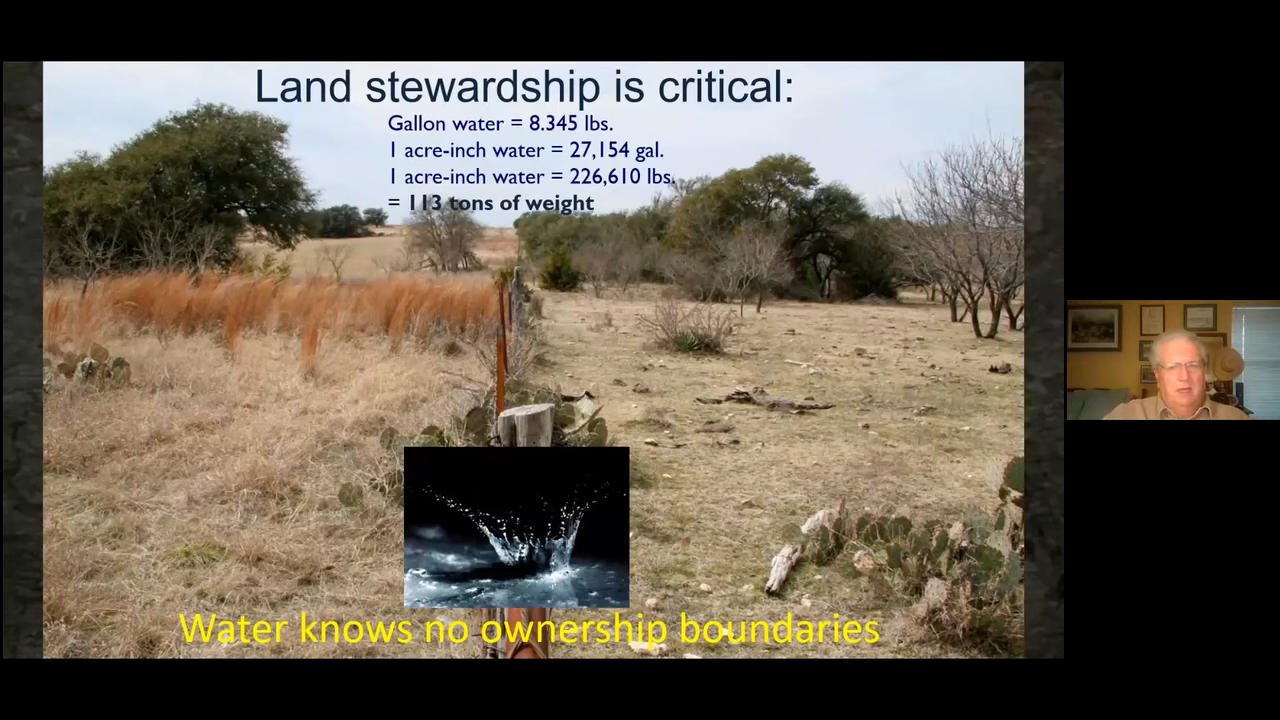 Land stewardship is critical:
Gallon water = 8.345 lbs.
1 acre-inch water = 27,154 gal.
1 acre-inch water = 226,610 lbs.
= 113 tons of weight
Water knows no ownership boundaries